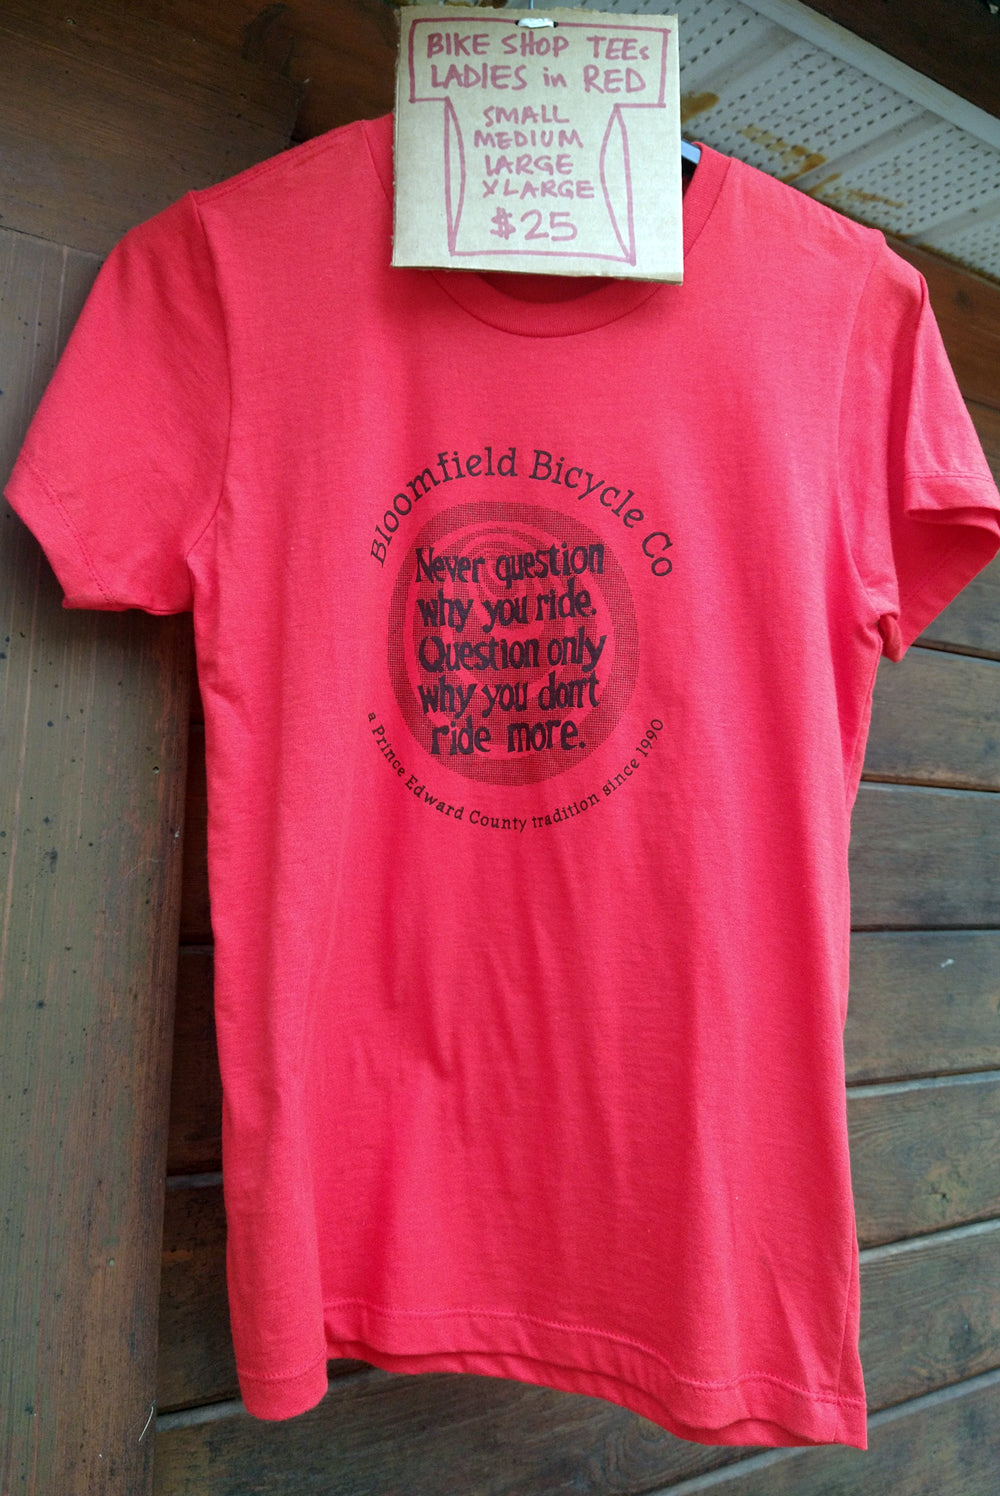 BIKE SHOP TEES
LADIES in RED
SMALL
MEDIUM
LARGE
XLARGE
$25
Bloomfield Bicycle Co
Never question
why you ride.
Question only
why you don't
ride more.
a Prince Edward County tradition since 1990